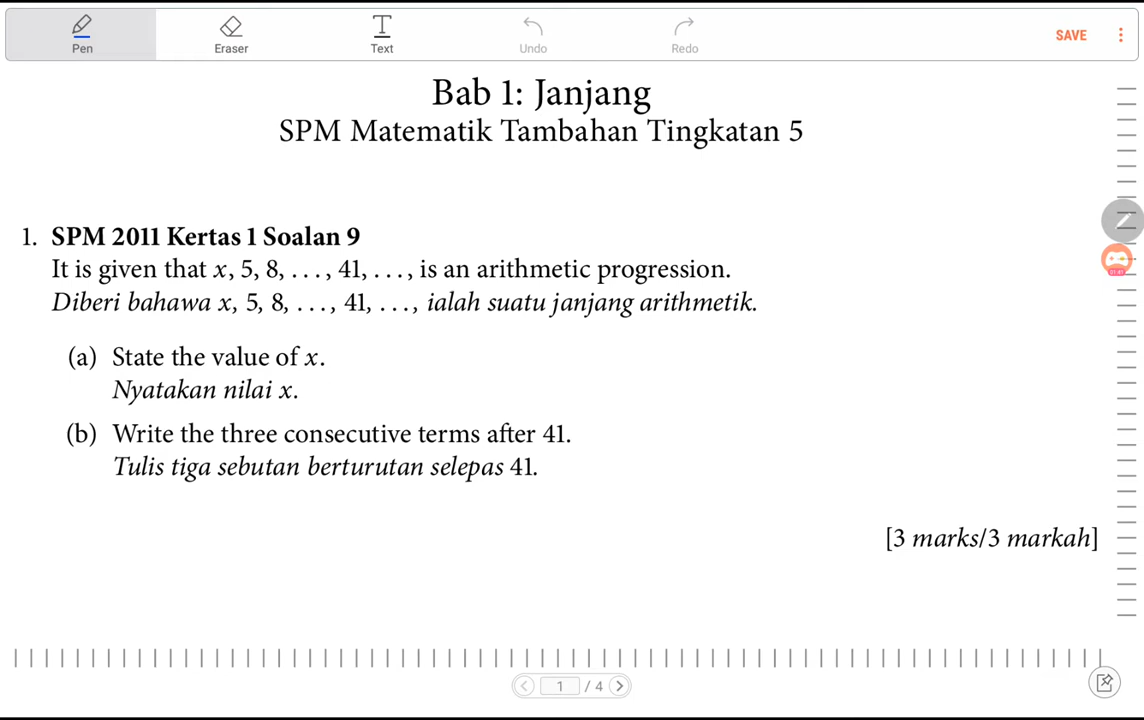 Pen
Eraser
Text
Undo
Redo
SAVE
Bab 1: Janjang
SPM Matematik Tambahan Tingkatan 5
1. SPM 2011 Kertas 1 Soalan 9
It is given that x, 5, 8, . . . , 41, . . . , is an arithmetic progression.
Diberi bahawa x, 5, 8, . . . , 41, . . . , ialah suatu janjang arithmetik.
(a) State the value of x.
Nyatakan nilai x.
(b) Write the three consecutive terms after 41.
Tulis tiga sebutan berturutan selepas 41.
[3 marks/3 markah]
1 / 4